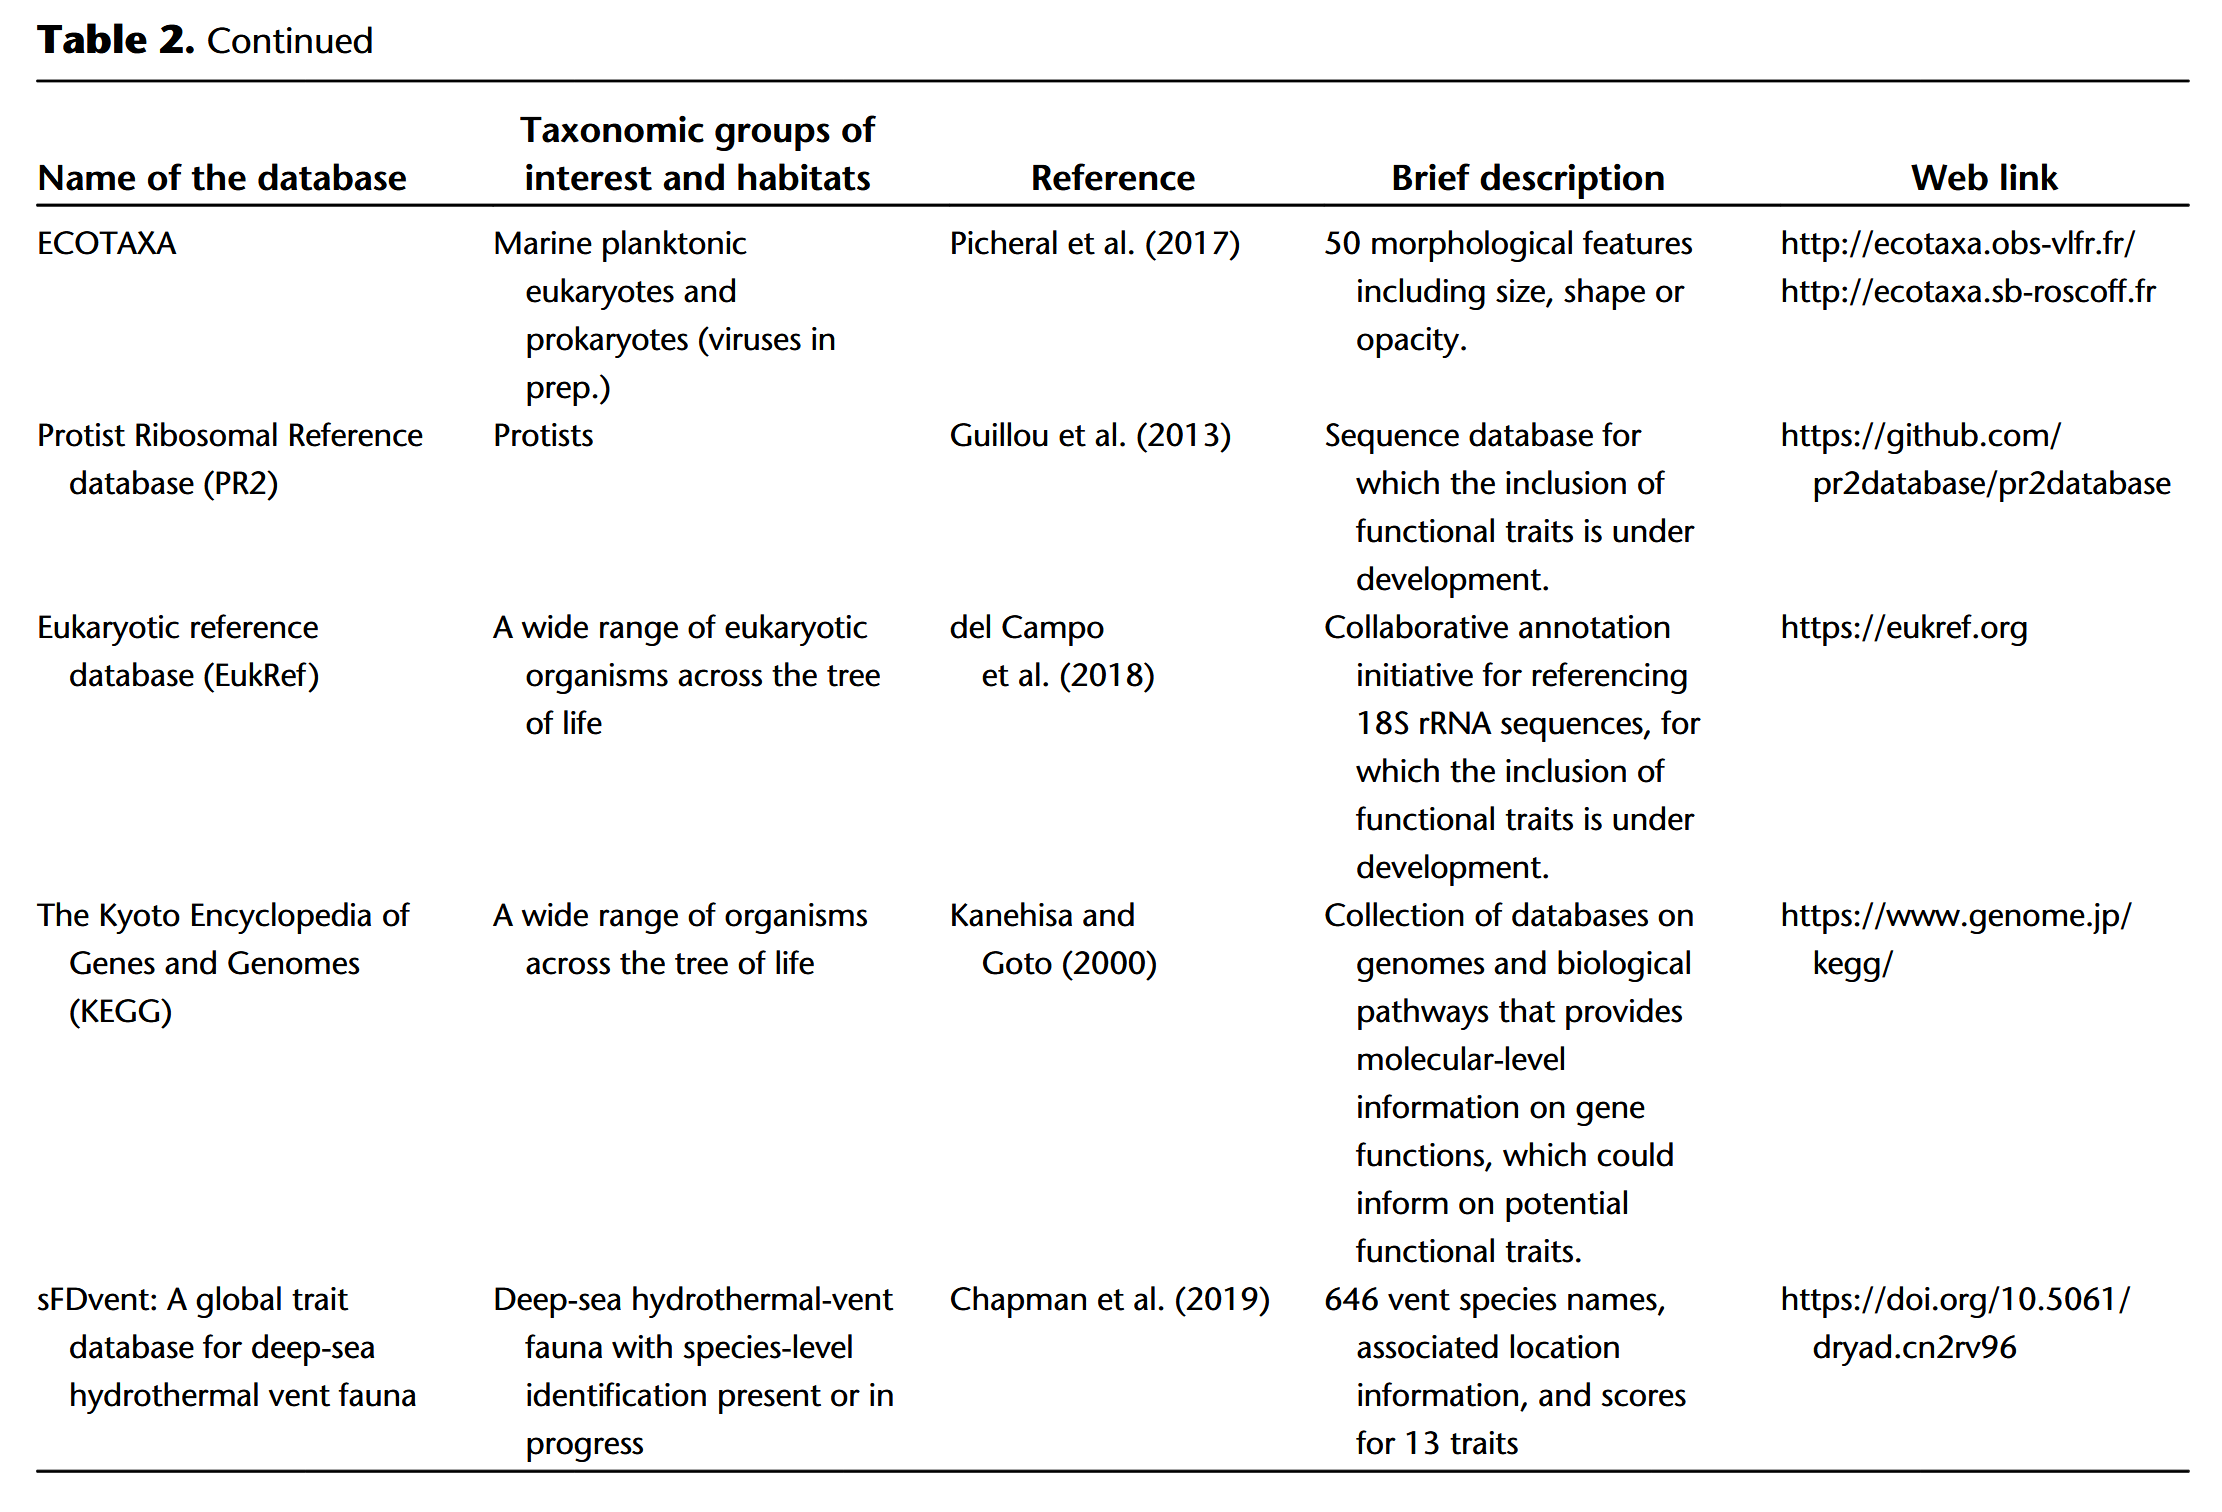 Table 2. Continued
Name of the database
Taxonomic groups of
interest and habitats
Reference
Brief description
Web link
ECOTAXA
Marine planktonic
eukaryotes and
prokaryotes (viruses in
prep.)
Picheral et al. (2017)
50 morphological features
including size, shape or
opacity.
http://ecotaxa.obs-vlfr.fr/
http://ecotaxa.sb-roscoff.fr
Protist Ribosomal Reference
database (PR2)
Protists
Guillou et al. (2013)
Sequence database for
which the inclusion of
functional traits is under
development.
https://github.com/
pr2database/pr2database
Eukaryotic reference
database (EukRef)
A wide range of eukaryotic
organisms across the tree
of life
del Campo
et al. (2018)
Collaborative annotation
initiative for referencing
18S rRNA sequences, for
which the inclusion of
functional traits is under
development.
https://eukref.org
The Kyoto Encyclopedia of
Genes and Genomes
(KEGG)
A wide range of organisms
across the tree of life
Kanehisa and
Goto (2000)
Collection of databases on
genomes and biological
pathways that provides
molecular-level
information on gene
functions, which could
inform on potential
functional traits.
https://www.genome.jp/
kegg/
sFDvent: A global trait
database for deep-sea
hydrothermal vent fauna
Deep-sea hydrothermal-vent
fauna with species-level
identification present or in
progress
Chapman et al. (2019)
646 vent species names,
associated location
information, and scores
for 13 traits
https://doi.org/10.5061/
dryad.cn2rv96